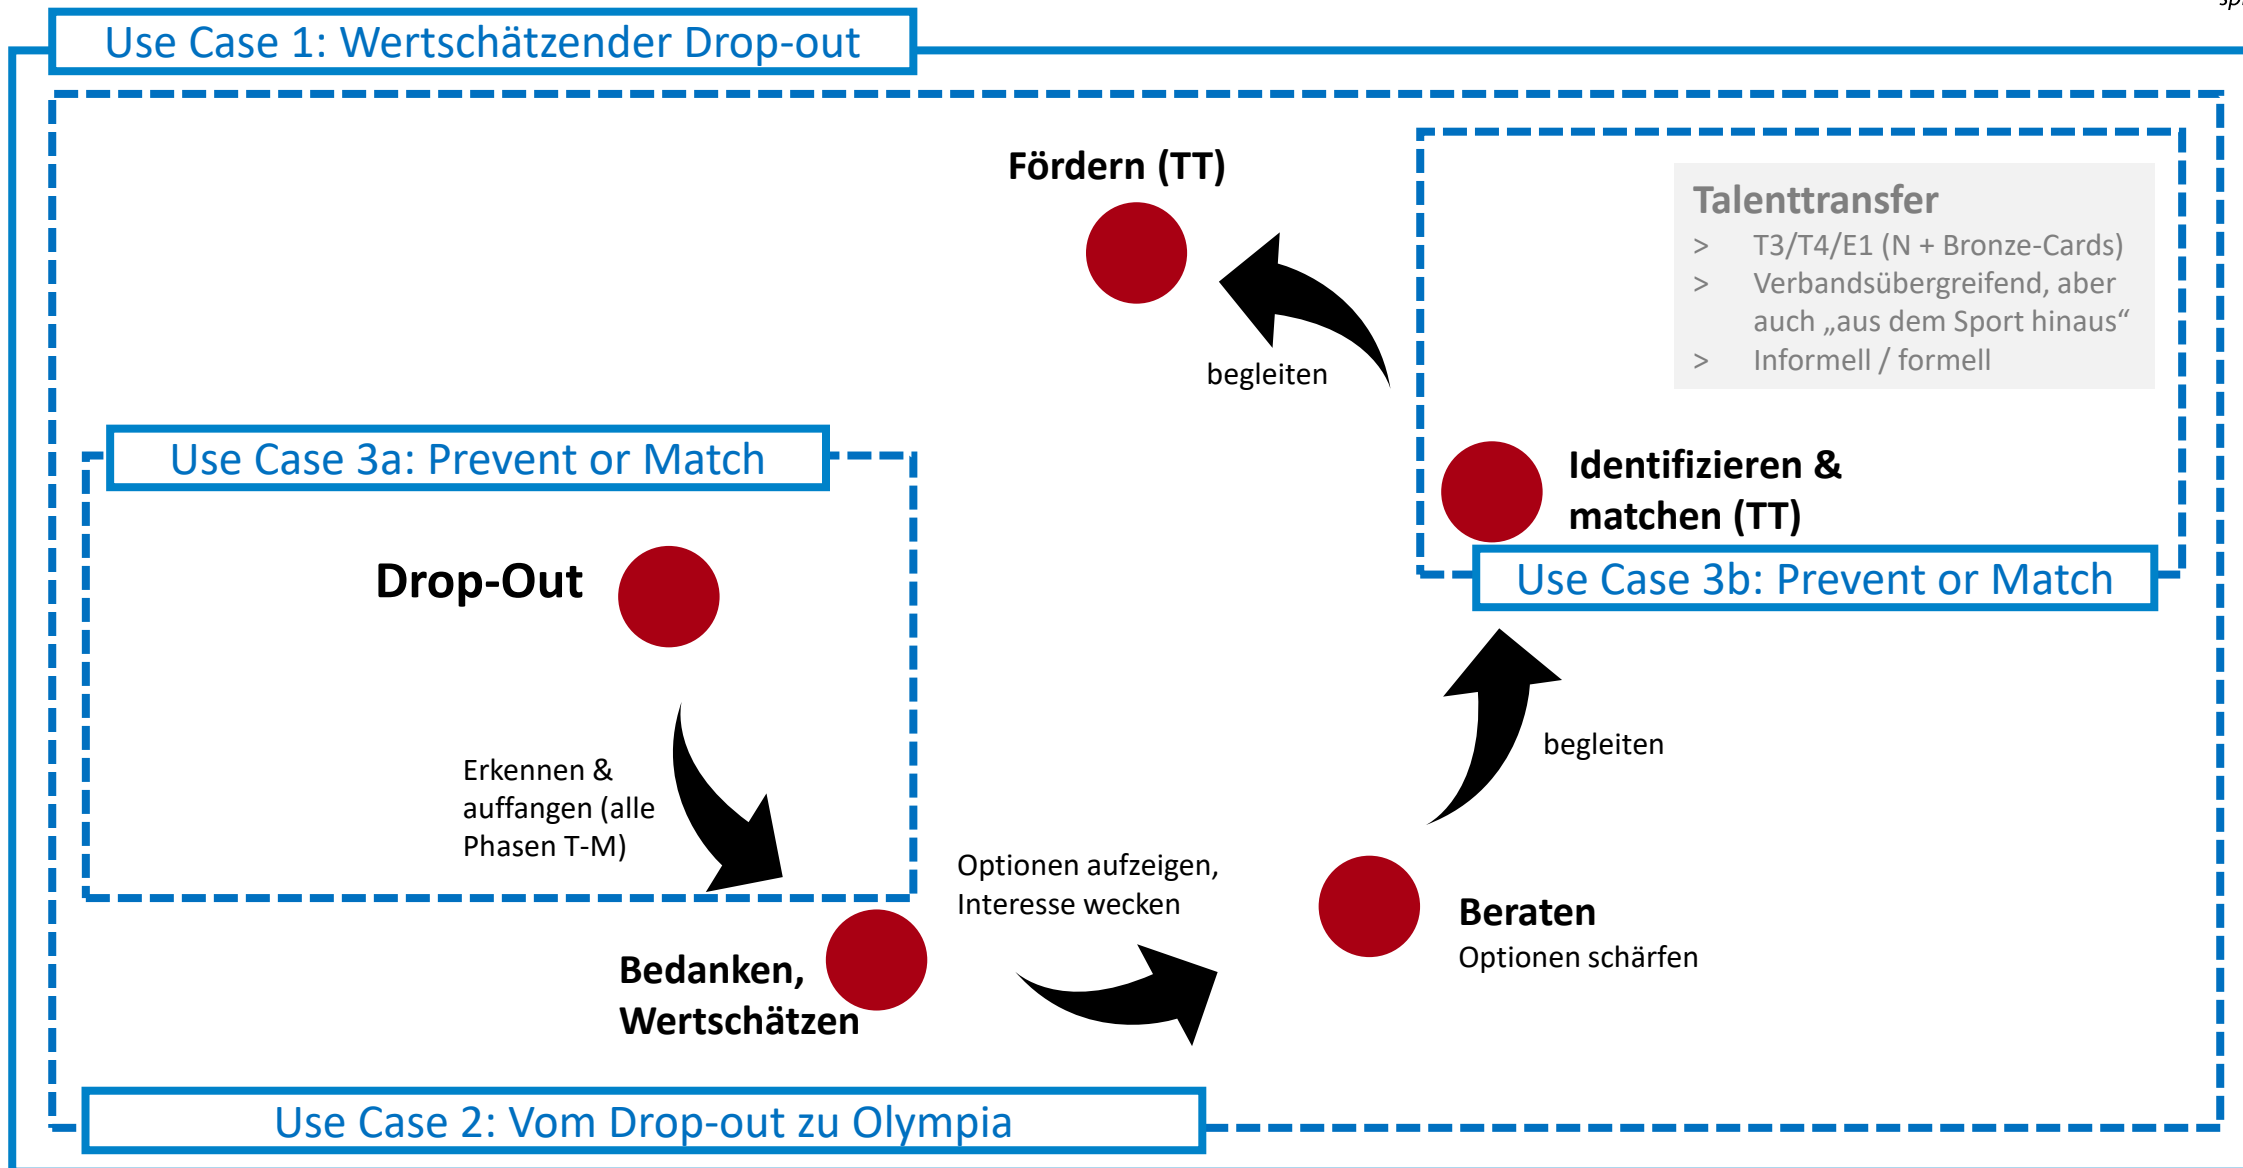 Use Case 1: Wertschätzender Drop-out
Fördern (TT)
begleiten
Talenttransfer
> T3/T4/E1 (N + Bronze-Cards)
> Verbandsübergreifend, aber
auch „aus dem Sport hinaus“
> Informell / formell
Use Case 3a: Prevent or Match
Identifizieren &
matchen (TT)
Use Case 3b: Prevent or Match
Drop-Out
begleiten
Erkennen &
auffangen (alle
Phasen T-M)
Optionen aufzeigen,
Interesse wecken
Beraten
Optionen schärfen
Bedanken,
Wertschätzen
Use Case 2: Vom Drop-out zu Olympia